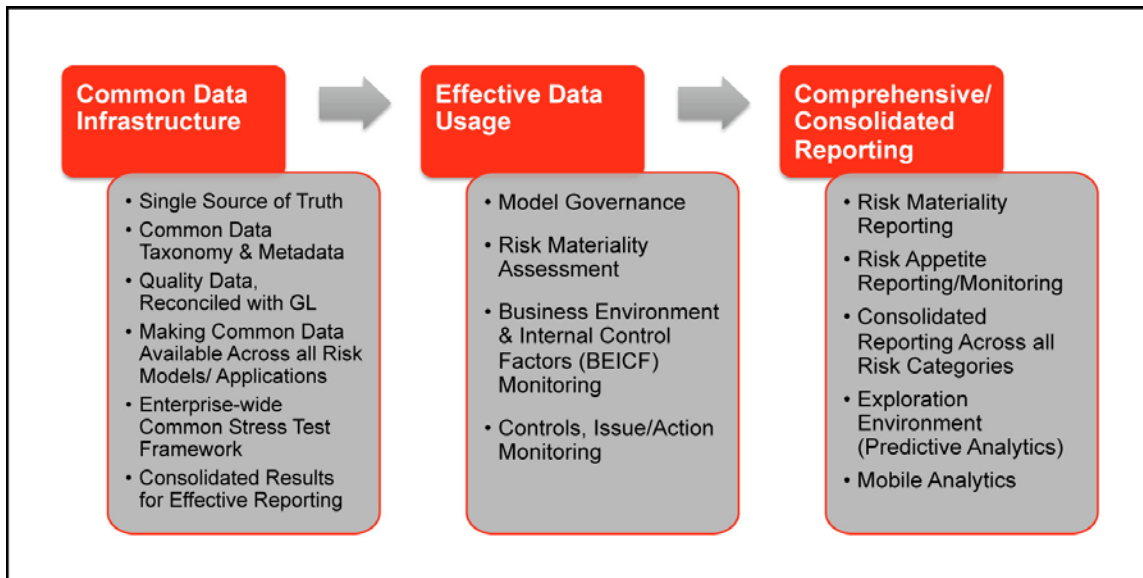 Common Data
Infrastructure
• Single Source of Truth
• Common Data
Taxonomy & Metadata
• Quality Data,
Reconciled with GL
• Making Common Data
Available Across all Risk
Models/ Applications
• Enterprise-wide
Common Stress Test
Framework
• Consolidated Results
for Effective Reporting
Effective Data
Usage
• Model Governance
• Risk Materiality
Assessment
• Business Environment
& Internal Control
Factors (BEICF)
Monitoring
• Controls, Issue/Action
Monitoring
Comprehensive/
Consolidated
Reporting
• Risk Materiality
Reporting
• Risk Appetite
Reporting/Monitoring
• Consolidated
Reporting Across all
Risk Categories
• Exploration
Environment
(Predictive Analytics)
• Mobile Analytics